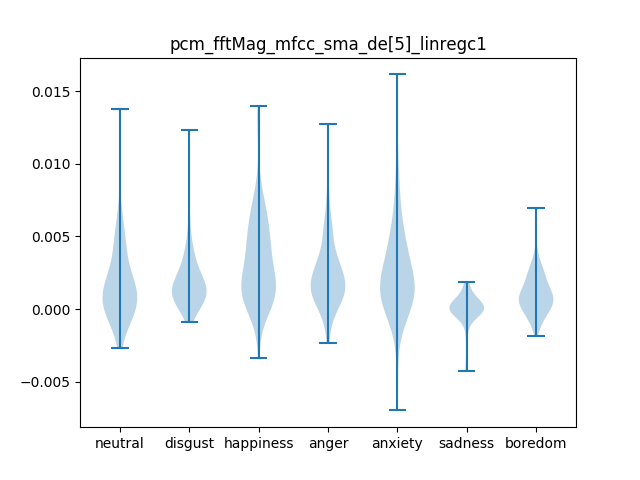 pcm_fftMag_mfcc_sma_de[5]_linregc1
0.015
0.010
0.005
0.000
−0.005
neutral disgust happiness anger anxiety sadness boredom